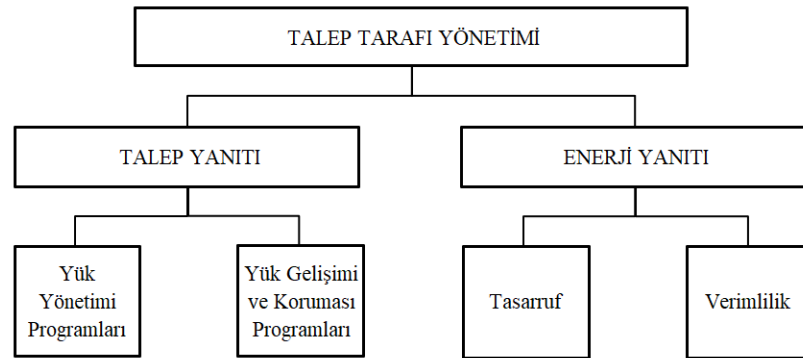 TALEP TARAFI YÖNETİMİ
TALEP YANITI
ENERJİ YANITI
Yük
Yönetimi
Programları
Yük Gelişimi
ve Koruması
Programları
Tasarruf
Verimlilik